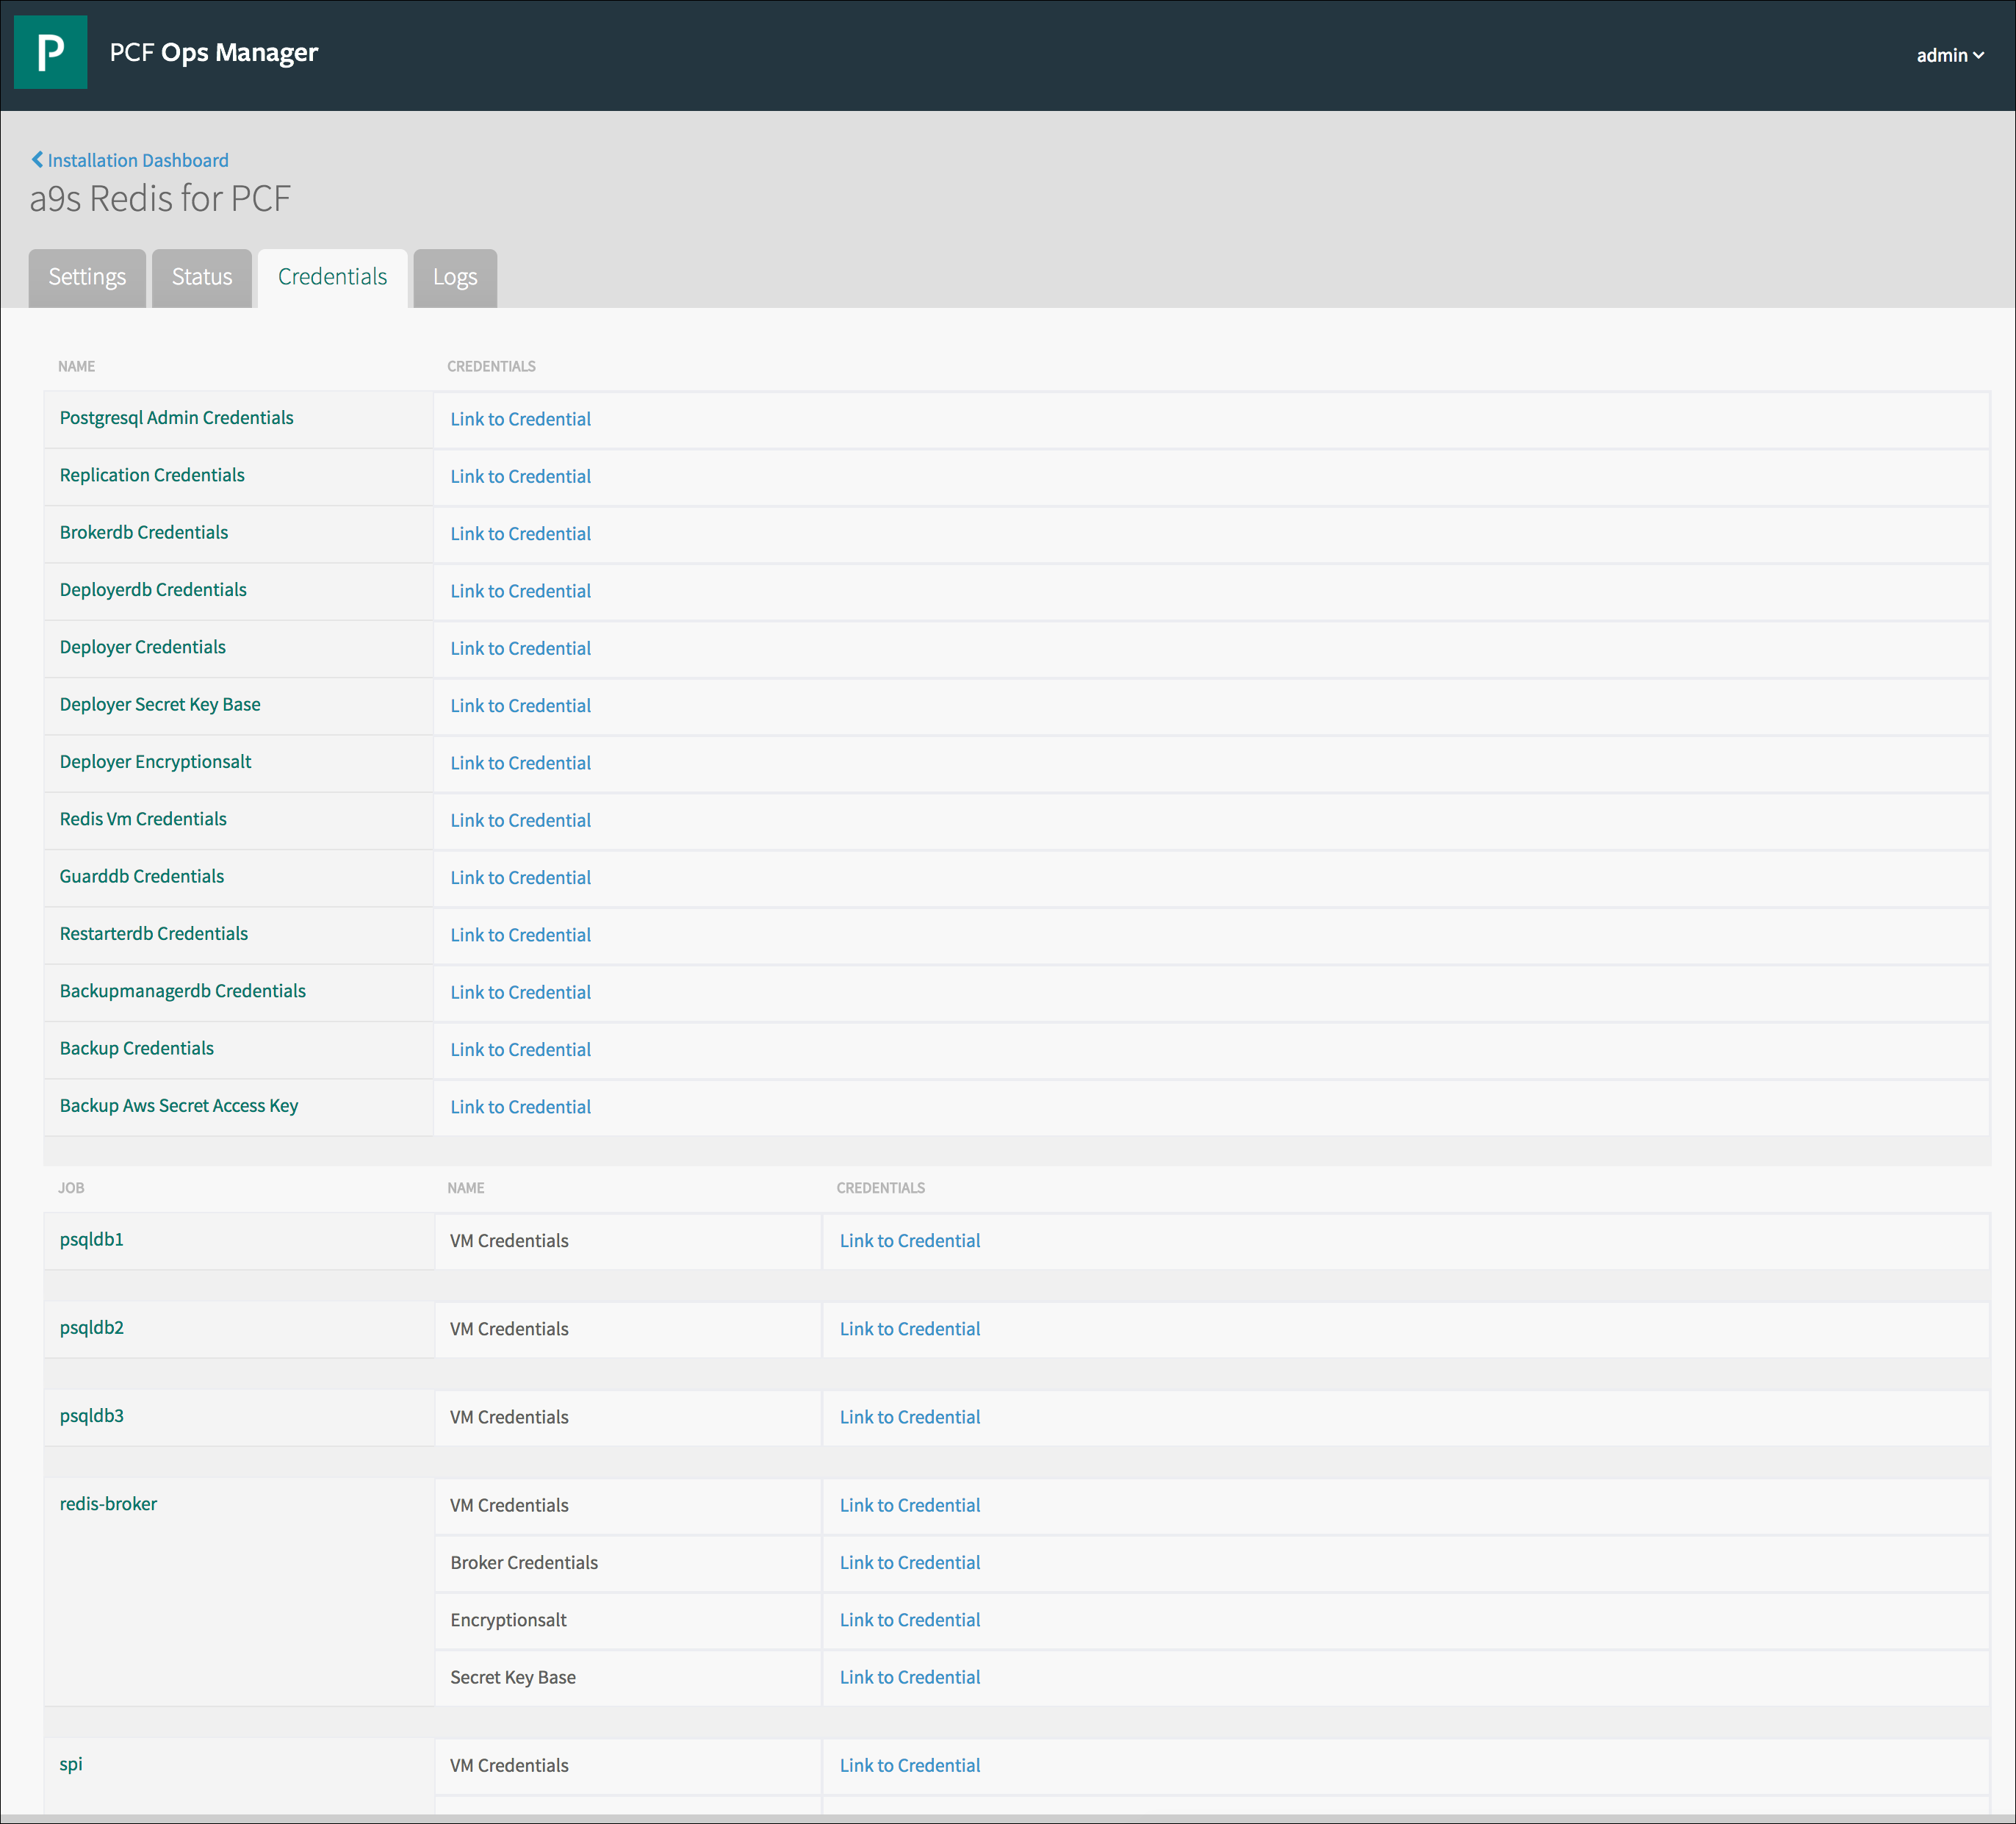 P
PCF Ops Manager
admin
Installation Dashboard
a9s Redis for PCF
Settings Status Credentials Logs
NAME CREDENTIALS
Postgresql Admin Credentials Link to Credential
Replication Credentials Link to Credential
Brokerdb Credentials Link to Credential
Deployerdb Credentials Link to Credential
Deployer Credentials Link to Credential
Deployer Secret Key Base Link to Credential
Deployer Encryptionsalt Link to Credential
Redis Vm Credentials Link to Credential
Guarddb Credentials Link to Credential
Restarterdb Credentials Link to Credential
Backupmanagerdb Credentials Link to Credential
Backup Credentials Link to Credential
Backup Aws Secret Access Key Link to Credential
JOB NAME CREDENTIALS
psqldb1 VM Credentials Link to Credential
psqldb2 VM Credentials Link to Credential
psqldb3 VM Credentials Link to Credential
redis-broker VM Credentials Link to Credential
Broker Credentials Link to Credential
Encryptionsalt Link to Credential
Secret Key Base Link to Credential
spi VM Credentials Link to Credential